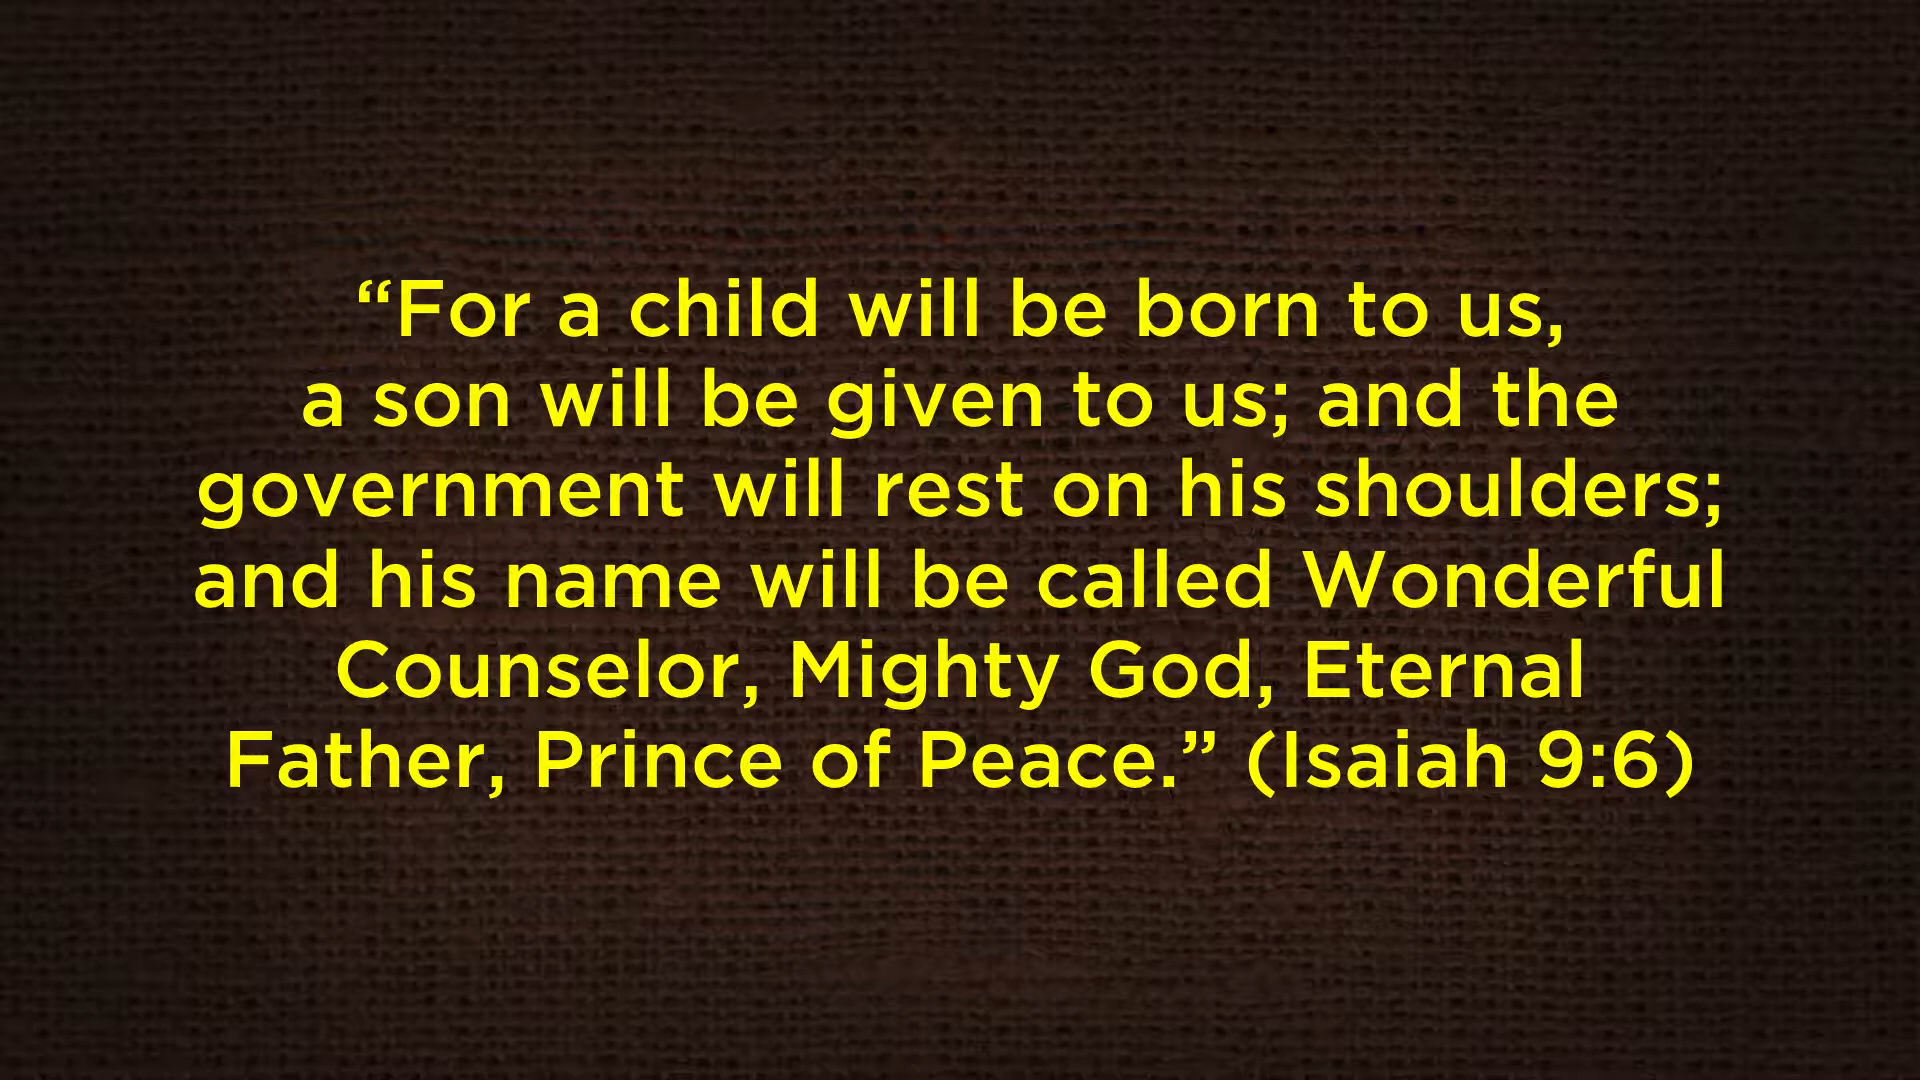 “For a child will be born to us,
a son will be given to us; and the
government will rest on his shoulders;
and his name will be called Wonderful
Counselor, Mighty God, Eternal
Father, Prince of Peace.” (Isaiah 9:6)